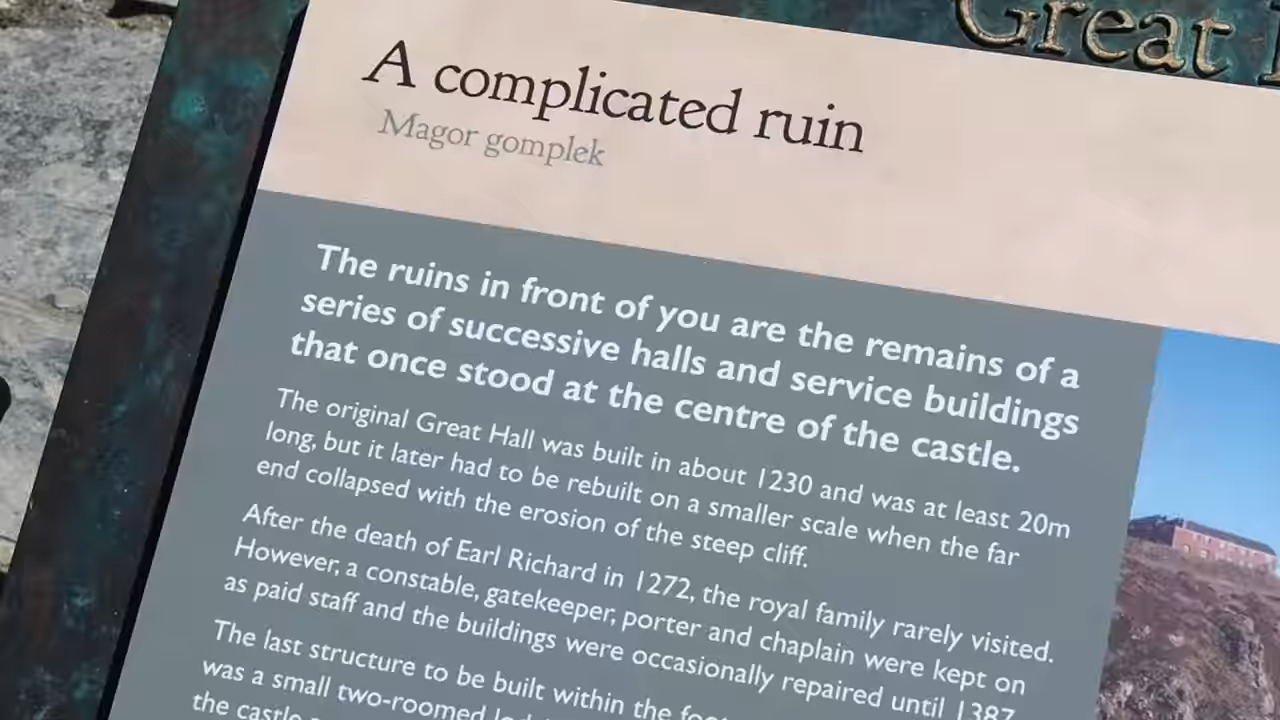 Great
A complicated ruin
Magor gomplek
The ruins in front of you are the remains of a
series of successive halls and service buildings
that once stood at the centre of the castle.
The original Great Hall was built in about 1230 and was at least 20m
long, but it later had to be rebuilt on a smaller scale when the far
end collapsed with the erosion of the steep cliff.
After the death of Earl Richard in 1272, the royal family rarely visited.
However, a constable, gatekeeper, porter and chaplain were kept on
as paid staff and the buildings were occasionally repaired until 1387.
The last structure to be built within the
was a small two-roomed
the castle